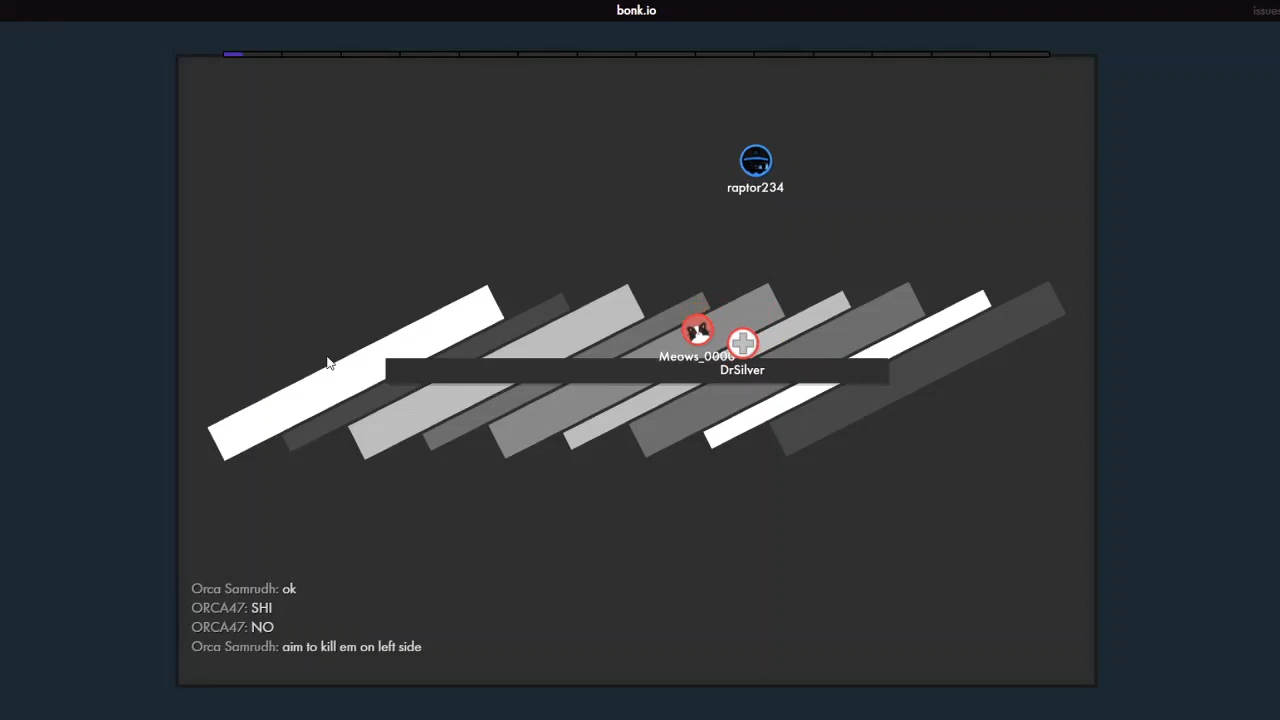 bonk.io
issues
raptor234
Meows_000
DrSilver
Orca Samrudh: ok
ORCA47: SHI
ORCA47: NO
Orca Samrudh: aim to kill em on left side